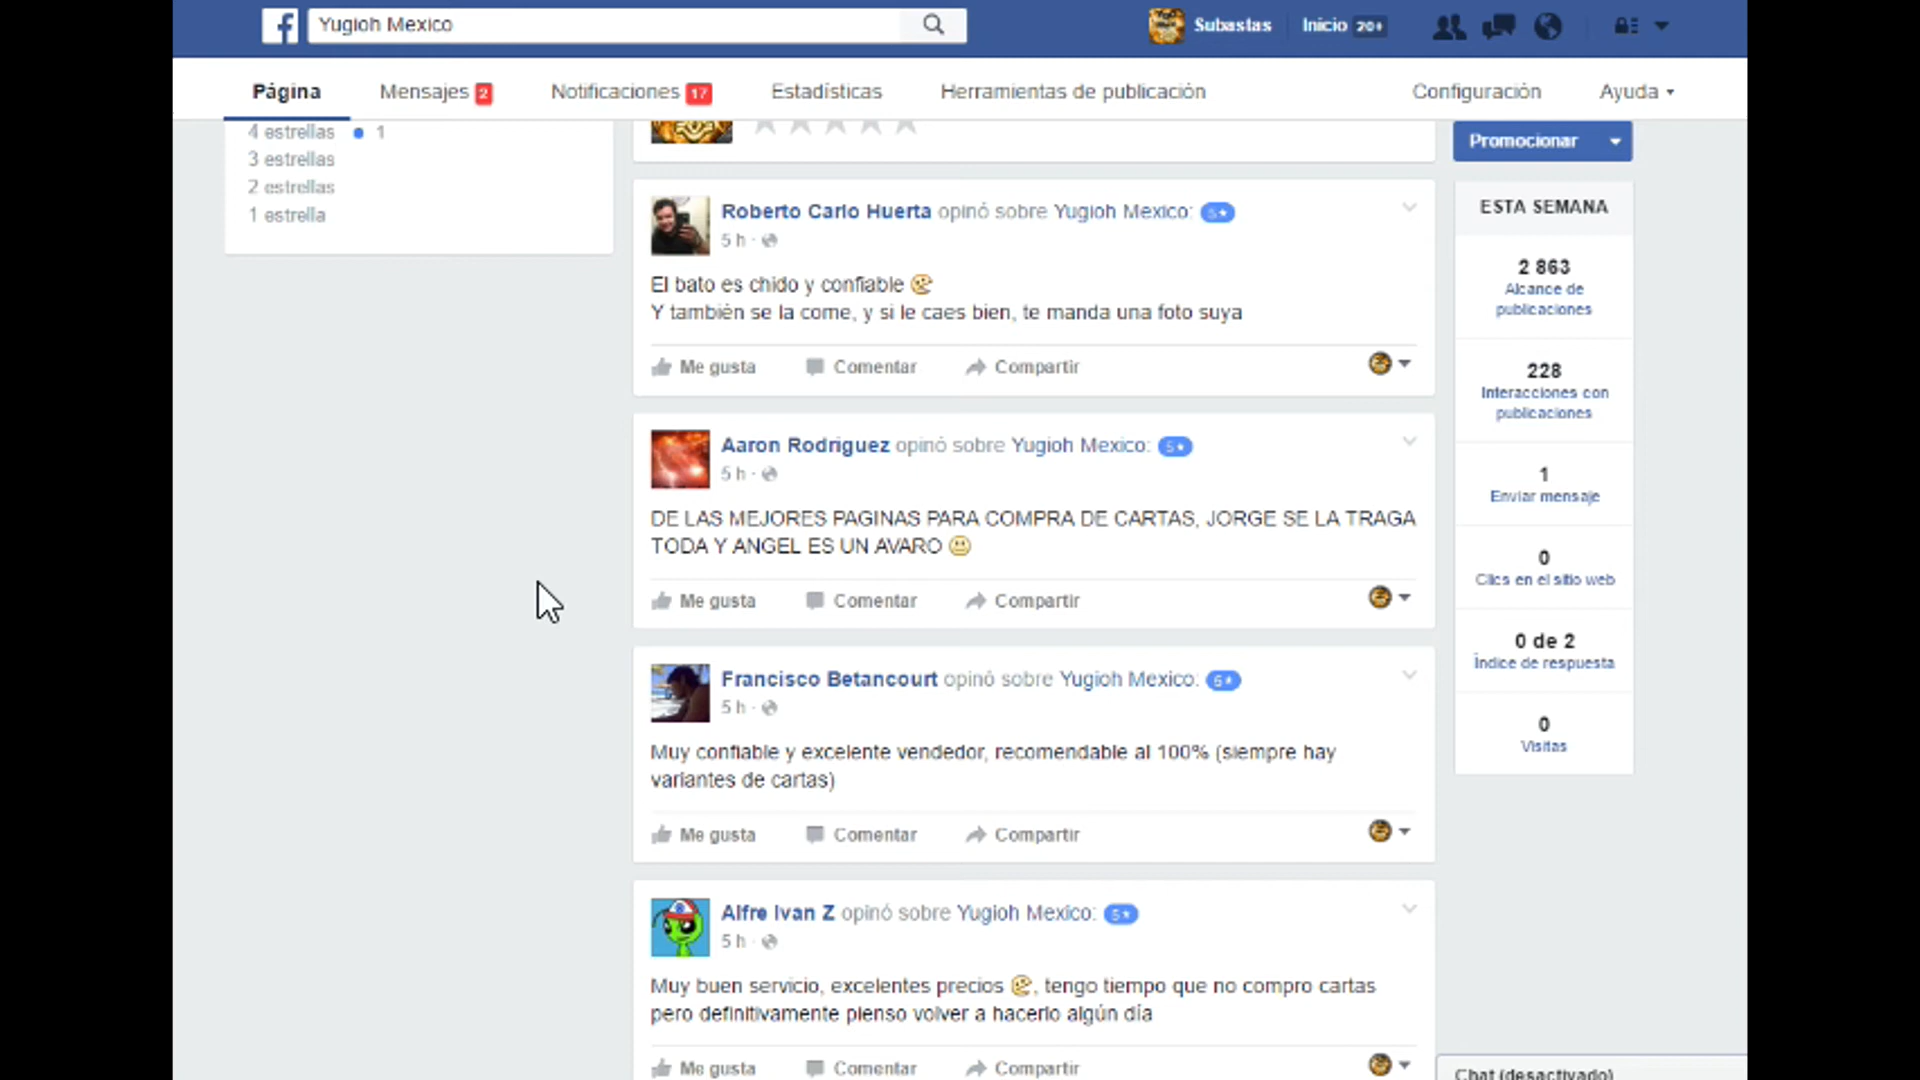 Yugioh Mexico
Subastas Inicio 20+
Página Mensajes 2 Notificaciones 17 Estadísticas Herramientas de publicación Configuración Ayuda
4 estrellas 1
3 estrellas
2 estrellas
1 estrella
Promocionar
ESTA SEMANA
2 863
Alcance de
publicaciones
228
Interacciones con
publicaciones
1
Enviar mensaje
0
Clics en el sitio web
0 de 2
Índice de respuesta
0
Visitas
Roberto Carlo Huerta opinó sobre Yugioh Mexico: 5★
5 h ·
El bato es chido y confiable
Y también se la come, y si le caes bien, te manda una foto suya
Me gusta Comentar Compartir
Aaron Rodriguez opinó sobre Yugioh Mexico: 5★
5 h ·
DE LAS MEJORES PAGINAS PARA COMPRA DE CARTAS, JORGE SE LA TRAGA
TODA Y ANGEL ES UN AVARO
Me gusta Comentar Compartir
Francisco Betancourt opinó sobre Yugioh Mexico: 5★
5 h ·
Muy confiable y excelente vendedor, recomendable al 100% (siempre hay
variantes de cartas)
Me gusta Comentar Compartir
Alfre Ivan Z opinó sobre Yugioh Mexico: 5★
5 h ·
Muy buen servicio, excelentes precios , tengo tiempo que no compro cartas
pero definitivamente pienso volver a hacerlo algún día
Me gusta Comentar Compartir
Chat (desactivado)